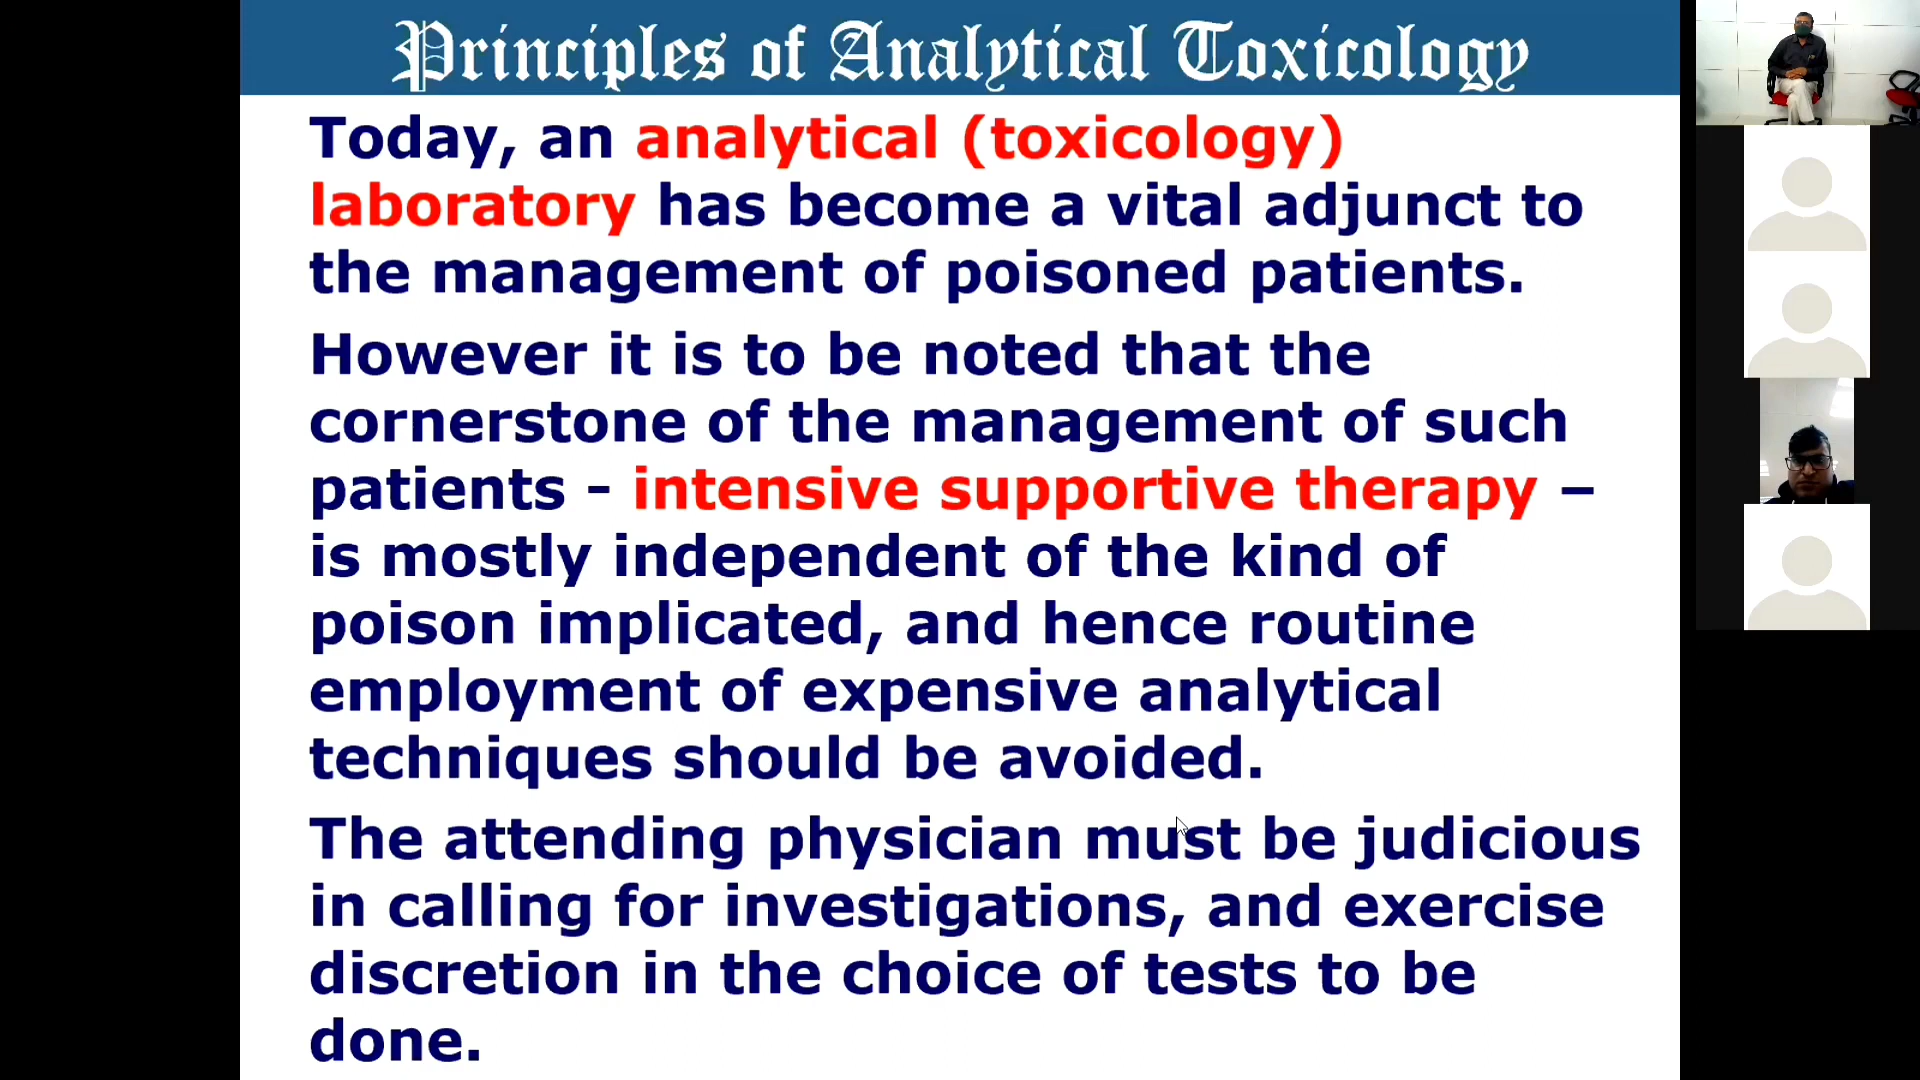 Principles of Analytical Toxicology
Today, an analytical (toxicology)
laboratory has become a vital adjunct to
the management of poisoned patients.
However it is to be noted that the
cornerstone of the management of such
patients - intensive supportive therapy –
is mostly independent of the kind of
poison implicated, and hence routine
employment of expensive analytical
techniques should be avoided.
The attending physician must be judicious
in calling for investigations, and exercise
discretion in the choice of tests to be
done.